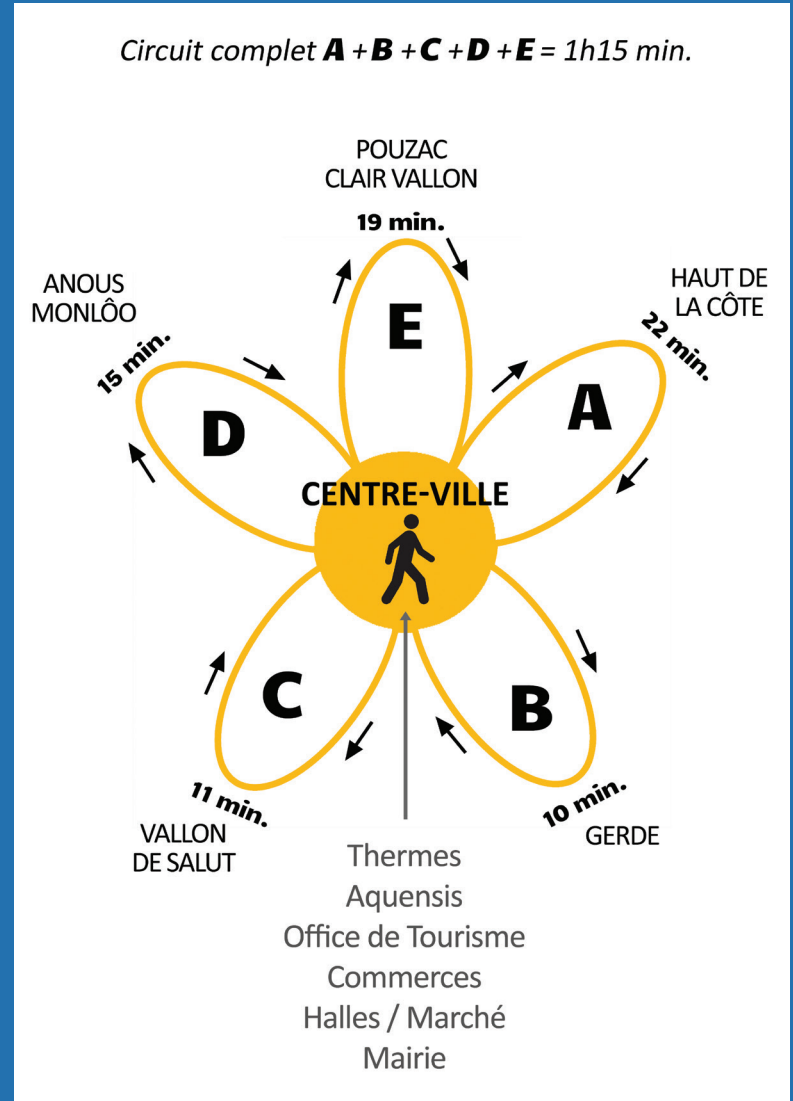 Circuit complet A + B + C + D + E = 1h15 min.
POUZAC
CLAIR VALLON
19 min.
E
ANOUS
MONLÔO
15 min.
D
HAUT DE
LA CÔTE
22 min.
A
CENTRE-VILLE
C
11 min.
VALLON
DE SALUT
B
10 min.
GERDE
Thermes
Aquensis
Office de Tourisme
Commerces
Halles / Marché
Mairie